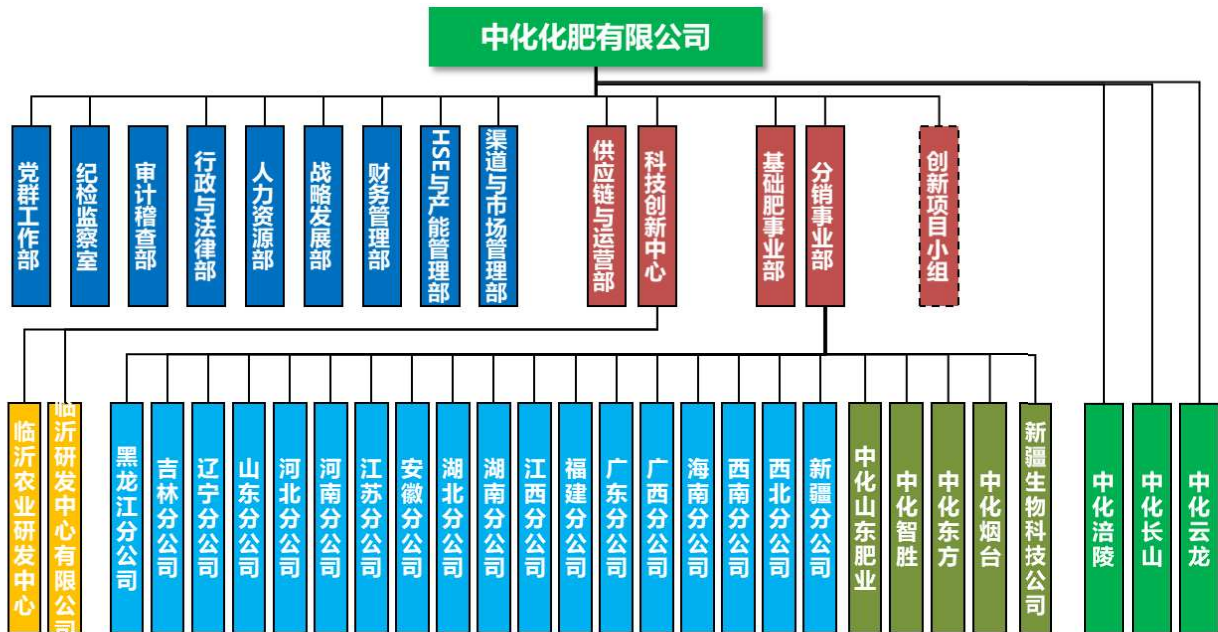 中化化肥有限公司
党群工作部
纪检监察室
审计稽查部
行政与法律部
人力资源部
战略发展部
财务管理部
HSE与产能管理部
渠道与市场管理部
供应链与运营部
科技创新中心
基础肥事业部
分销事业部
创新项目小组
临沂农业研发中心
临沂研发中心有限公司
黑龙江分公司
吉林分公司
辽宁分公司
山东分公司
河北分公司
河南分公司
江苏分公司
安徽分公司
湖北分公司
湖南分公司
江西分公司
福建分公司
广东分公司
广西分公司
海南分公司
西南分公司
西北分公司
新疆分公司
中化山东肥业
中化智胜
中化东方
中化烟台
新疆生物科技公司
中化涪陵
中化长山
中化云龙